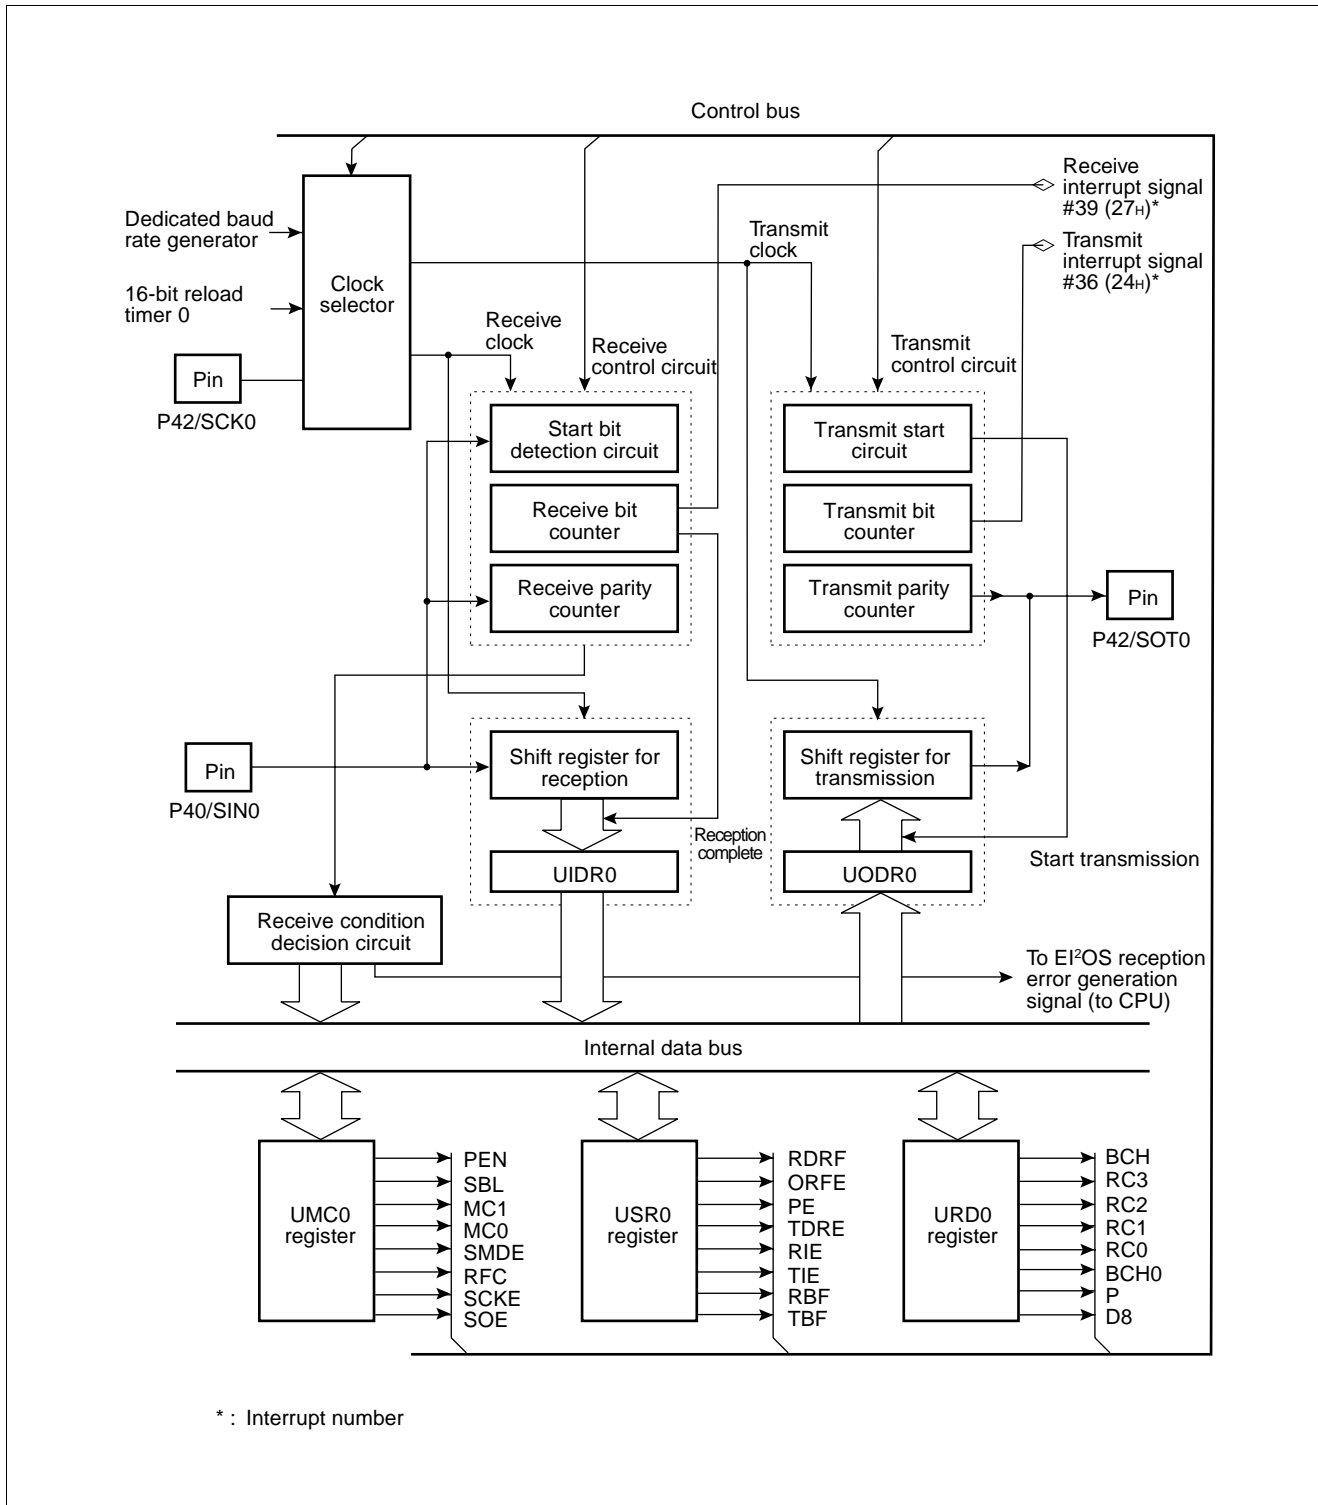 Control bus
Receive
interrupt signal
#39 (27H)*
Transmit
interrupt signal
#36 (24H)*
Dedicated baud
rate generator
16-bit reload
timer 0
Clock
selector
Transmit
clock
Receive
clock
Receive
control circuit
Transmit
control circuit
Pin
P42/SCK0
Start bit
detection circuit
Receive bit
counter
Receive parity
counter
Transmit start
circuit
Transmit bit
counter
Transmit parity
counter
Pin
P42/SOT0
Pin
P40/SIN0
Shift register for
reception
Shift register for
transmission
Reception
complete
Start transmission
UIDR0
UODR0
Receive condition
decision circuit
To EI²OS reception
error generation
signal (to CPU)
Internal data bus
UMC0
register
PEN
SBL
MC1
MC0
SMDE
RFC
SCKE
SOE
USR0
register
RDRF
ORFE
PE
TDRE
RIE
TIE
RBF
TBF
URD0
register
BCH
RC3
RC2
RC1
RC0
BCH0
P
D8
* : Interrupt number